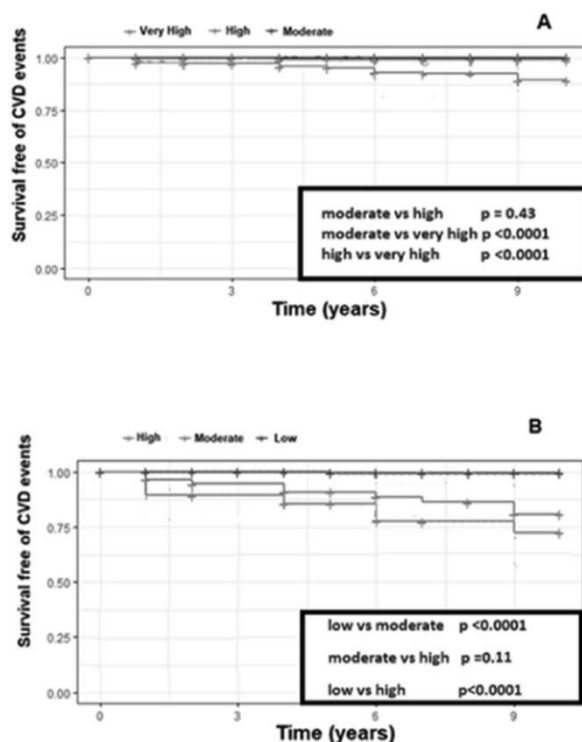 A
Very High High Moderate
Survival free of CVD events
1.00
0.75
0.50
0.25
0.00
moderate vs high p = 0.43
moderate vs very high p <0.0001
high vs very high p <0.0001
0 3 6 9
Time (years)
B
High Moderate Low
Survival free of CVD events
1.00
0.75
0.50
0.25
0.00
low vs moderate p <0.0001
moderate vs high p =0.11
low vs high p<0.0001
0 3 6 9
Time (years)